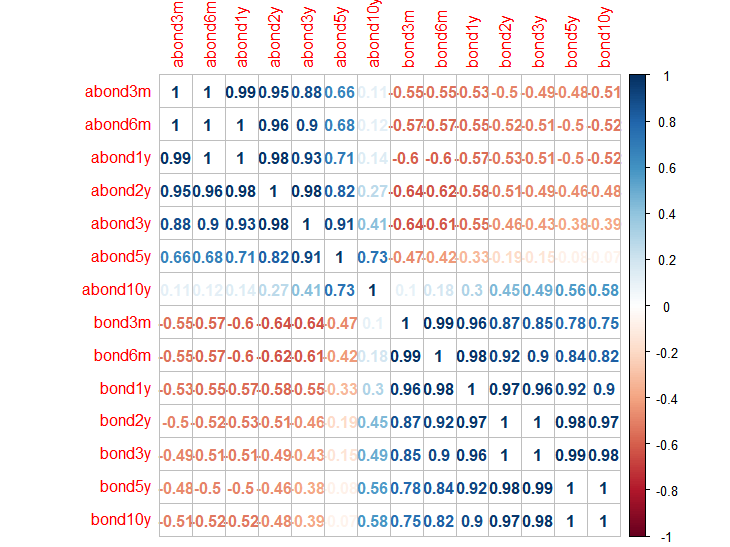 abond3m abond6m abond1y abond2y abond3y abond5y abond10y bond3m bond6m bond1y bond2y bond3y bond5y bond10y
abond3m 1 1 0.99 0.95 0.88 0.66 0.11 -0.55 -0.55 -0.53 -0.5 -0.49 -0.48 -0.51
abond6m 1 1 1 0.96 0.9 0.68 0.12 -0.57 -0.57 -0.55 -0.52 -0.51 -0.5 -0.52
abond1y 0.99 1 1 0.98 0.93 0.71 0.14 -0.6 -0.6 -0.57 -0.53 -0.51 -0.5 -0.52
abond2y 0.95 0.96 0.98 1 0.98 0.82 0.27 -0.64 -0.62 -0.58 -0.51 -0.49 -0.46 -0.48
abond3y 0.88 0.9 0.93 0.98 1 0.91 0.41 -0.64 -0.61 -0.55 -0.46 -0.43 -0.38 -0.39
abond5y 0.66 0.68 0.71 0.82 0.91 1 0.73 -0.47 -0.42 -0.33 -0.19 -0.15 -0.08 -0.07
abond10y 0.11 0.12 0.14 0.27 0.41 0.73 1 0.1 0.18 0.3 0.45 0.49 0.56 0.58
bond3m -0.55 -0.57 -0.6 -0.64 -0.64 -0.47 0.1 1 0.99 0.96 0.87 0.85 0.78 0.75
bond6m -0.55 -0.57 -0.6 -0.62 -0.61 -0.42 0.18 0.99 1 0.98 0.92 0.9 0.84 0.82
bond1y -0.53 -0.55 -0.57 -0.58 -0.55 -0.33 0.3 0.96 0.98 1 0.97 0.96 0.92 0.9
bond2y -0.5 -0.52 -0.53 -0.51 -0.46 -0.19 0.45 0.87 0.92 0.97 1 1 0.98 0.97
bond3y -0.49 -0.51 -0.51 -0.49 -0.43 -0.15 0.49 0.85 0.9 0.96 1 1 0.99 0.98
bond5y -0.48 -0.5 -0.5 -0.46 -0.38 -0.08 0.56 0.78 0.84 0.92 0.98 0.99 1 1
bond10y -0.51 -0.52 -0.52 -0.48 -0.39 -0.07 0.58 0.75 0.82 0.9 0.97 0.98 1 1
1
0.8
0.6
0.4
0.2
0
-0.2
-0.4
-0.6
-0.8
-1